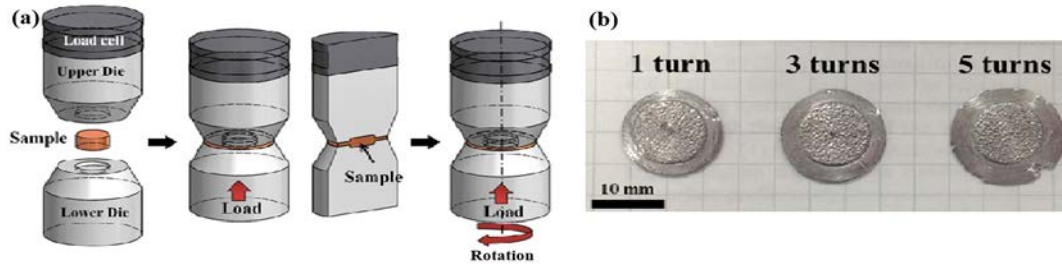 (a)
Load cell
Upper Die
Sample
Lower Die
Load
Sample
Load
Rotation
(b)
1 turn
3 turns
5 turns
10 mm